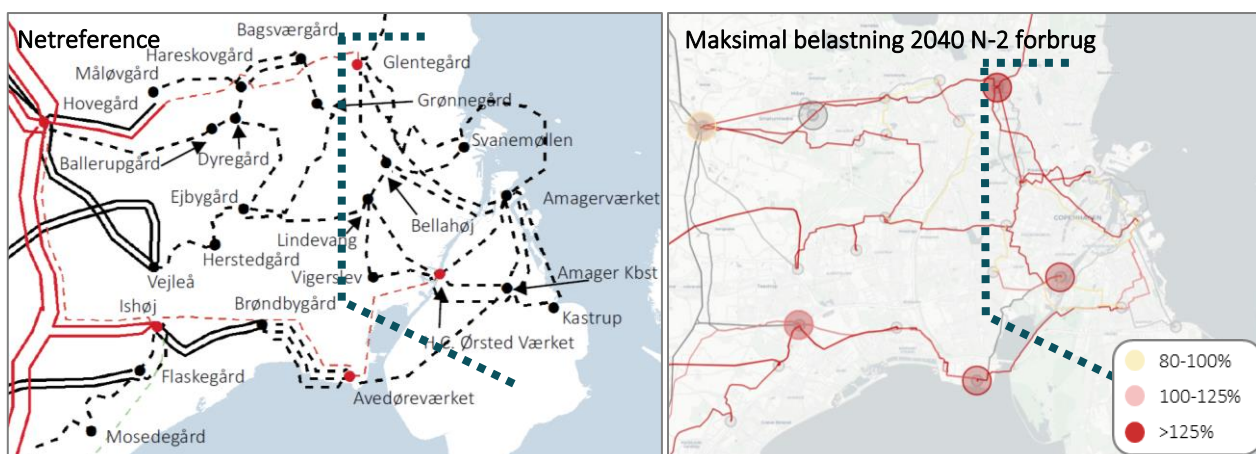 Netreference
Bagsværgård
Hareskovgård
Glentegård
Måløvgård
Hovegård
Grønnegård
Svanemøllen
Ballerupgård
Dyregård
Ejbygård
Amagerværket
Lindevang
Bellahøj
Herstedgård
Vigerslev
Amager Kbst
Vejleå
Ishøj
Brøndbygård
Kastrup
H.C. Ørsted Værket
Flaskegård
Avedøreværket
Mosedegård
Maksimal belastning 2040 N-2 forbrug
COPENHAGEN
80-100%
100-125%
>125%